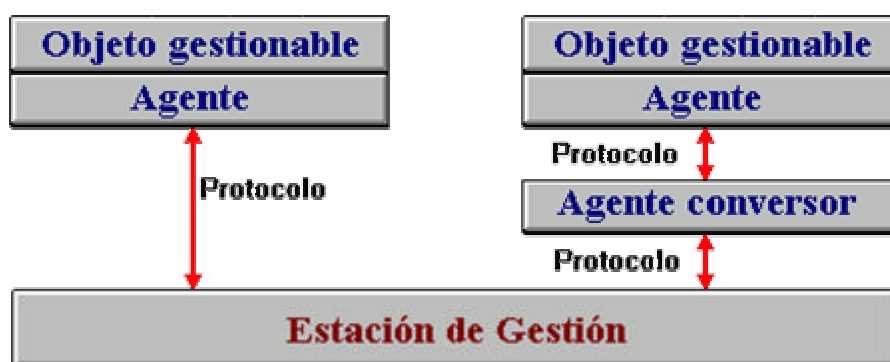 Objeto gestionable
Agente
Protocolo
Objeto gestionable
Agente
Protocolo
Agente conversor
Protocolo
Estación de Gestión